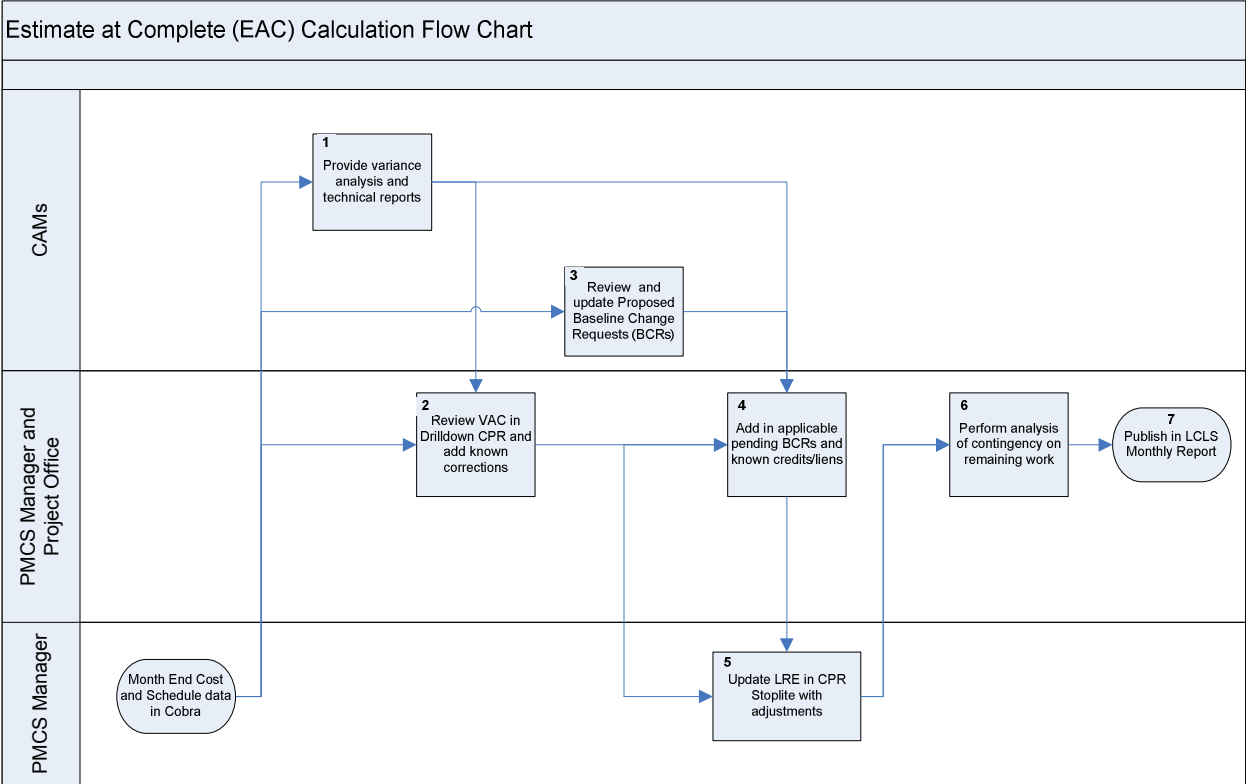 Estimate at Complete (EAC) Calculation Flow Chart
CAMs
1
Provide variance
analysis and
technical reports
3
Review and
update Proposed
Baseline Change
Requests (BCRs)
PMCS Manager and
Project Office
2
Review VAC in
Drilldown CPR and
add known
corrections
4
Add in applicable
pending BCRs and
known credits/liens
6
Perform analysis
of contingency on
remaining work
7
Publish in LCLS
Monthly Report
PMCS Manager
Month End Cost
and Schedule data
in Cobra
5
Update LRE in CPR
Stoplite with
adjustments